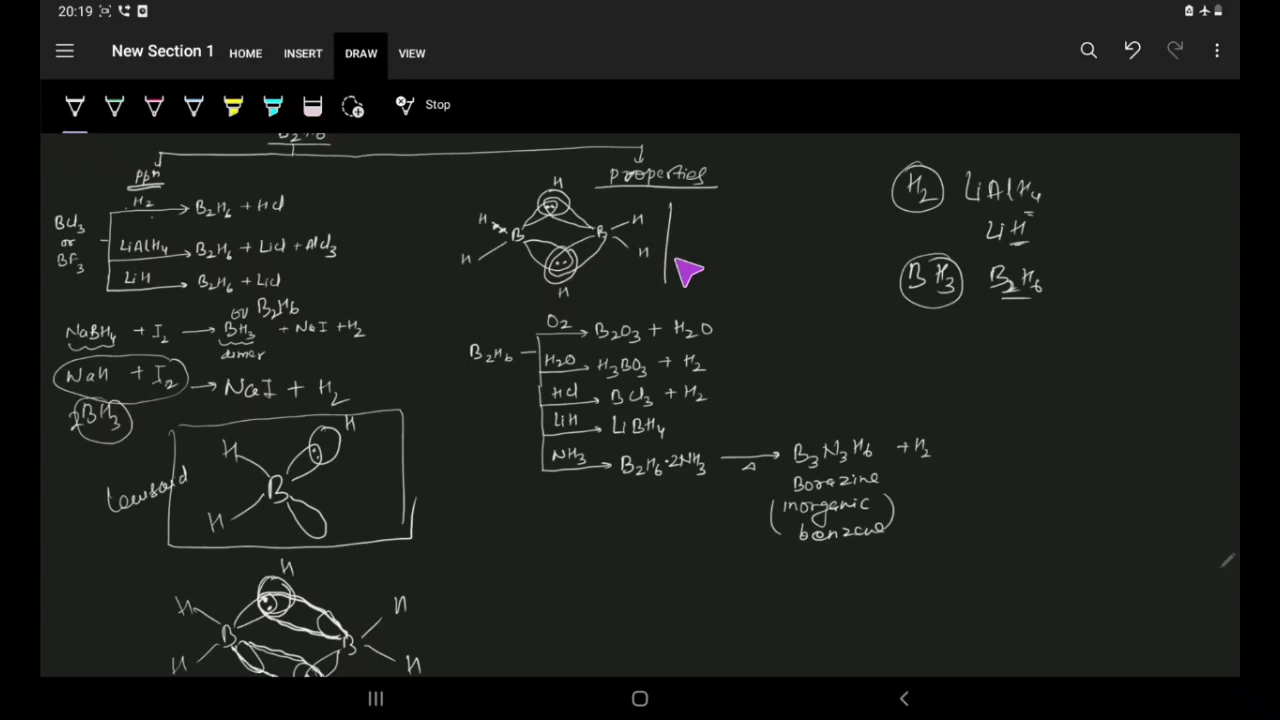 20:19
New Section 1 HOME INSERT DRAW VIEW
Stop
B2H6
ppn
properties
BCl3
or
BF3
H2 → B2H6 + HCl
LiAlH4 → B2H6 + LiCl + AlCl3
LiH → B2H6 + LiCl
or B2H6
NaBH4 + I2 → BH3 + NaI + H2
dimer
NaH + I2 → NaI + H2
2BH3
H
B
H
H
H
H
H B B H
H H
H
B2H6
O2 → B2O3 + H2O
H2O → H3BO3 + H2
HCl → BCl3 + H2
LiH → LiBH4
NH3 → B2H6·2NH3 → Δ B3N3H6 + H2
Borazine
(inorganic
benzene)
H2 LiAlH4
LiH
BH3 B2H6
H
H H
B B
H H